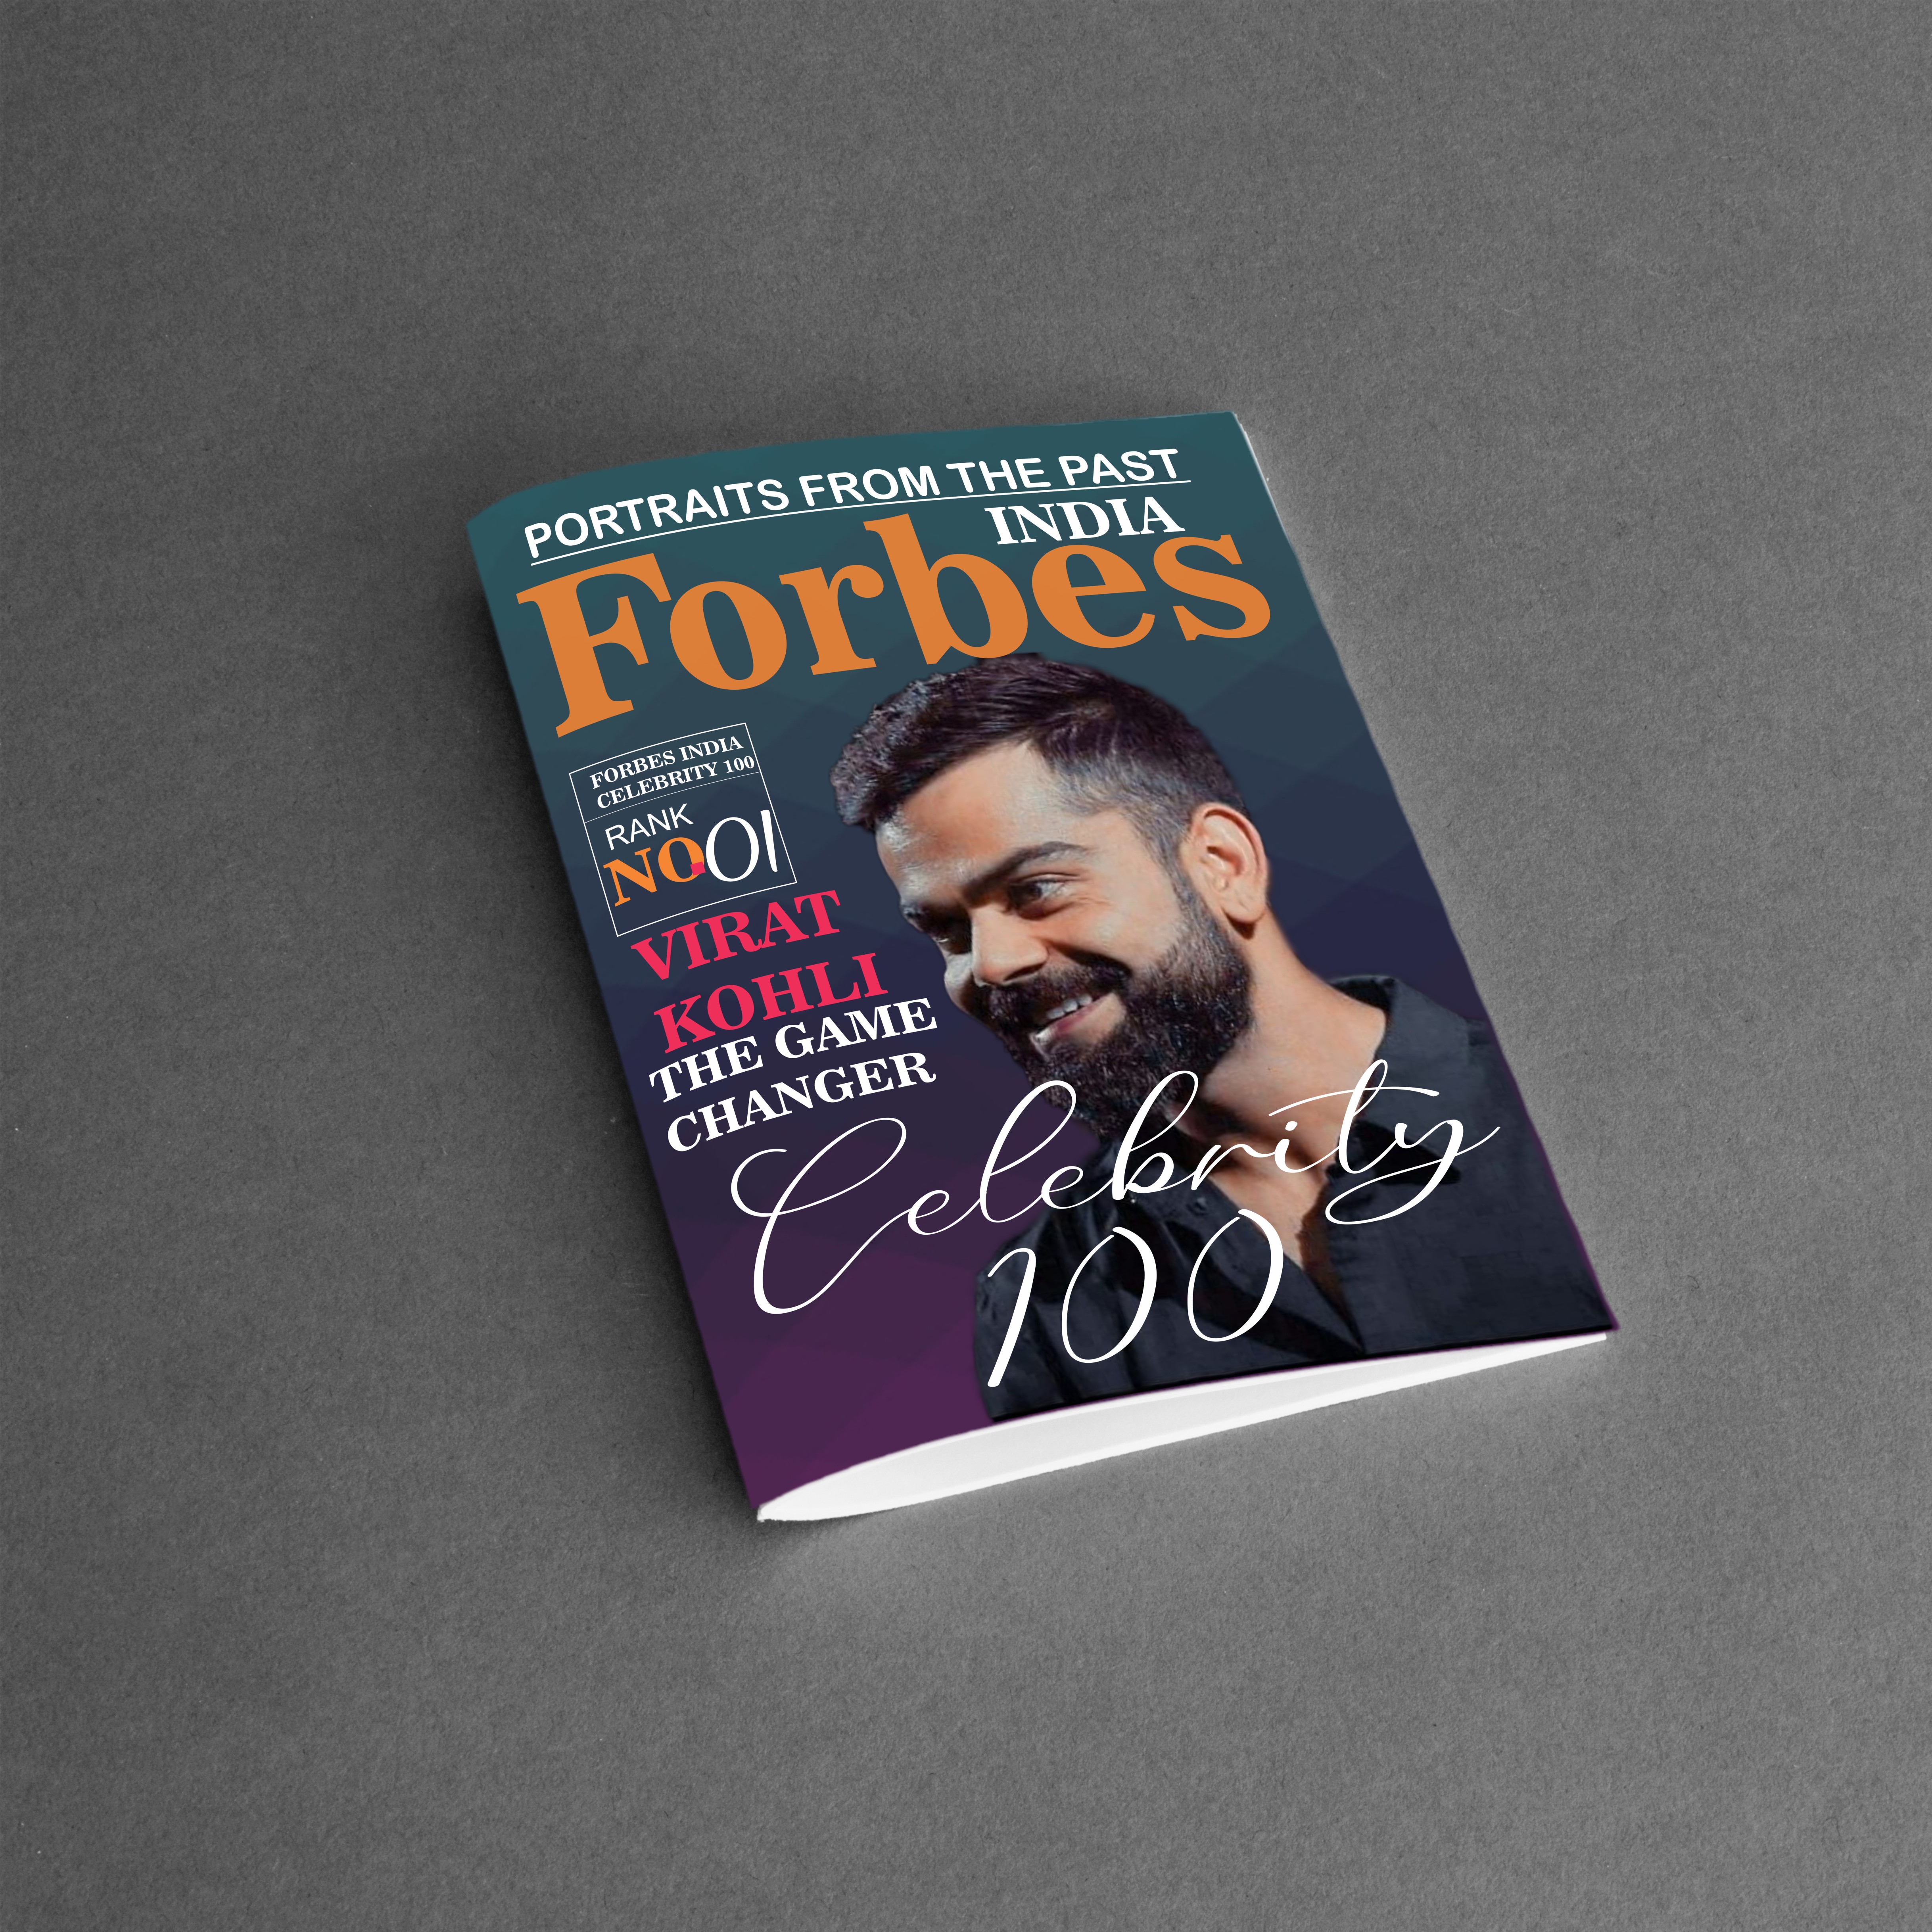 PORTRAITS FROM THE PAST
INDIA
Forbes
FORBES INDIA
CELEBRITY 100
RANK
NO.01
VIRAT
KOHLI
THE GAME
CHANGER
Celebrity
100